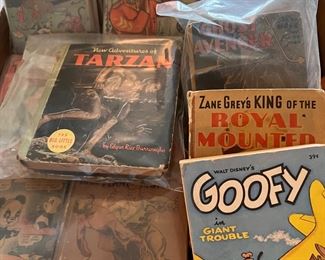 New Adventures of
TARZAN
THE
BIG LITTLE
BOOK
by Edgar Rice Burroughs
ZANE GREY'S KING OF THE
ROYAL
MOUNTED
WALT DISNEY'S
39¢
GOOFY
in
GIANT
TROUBLE